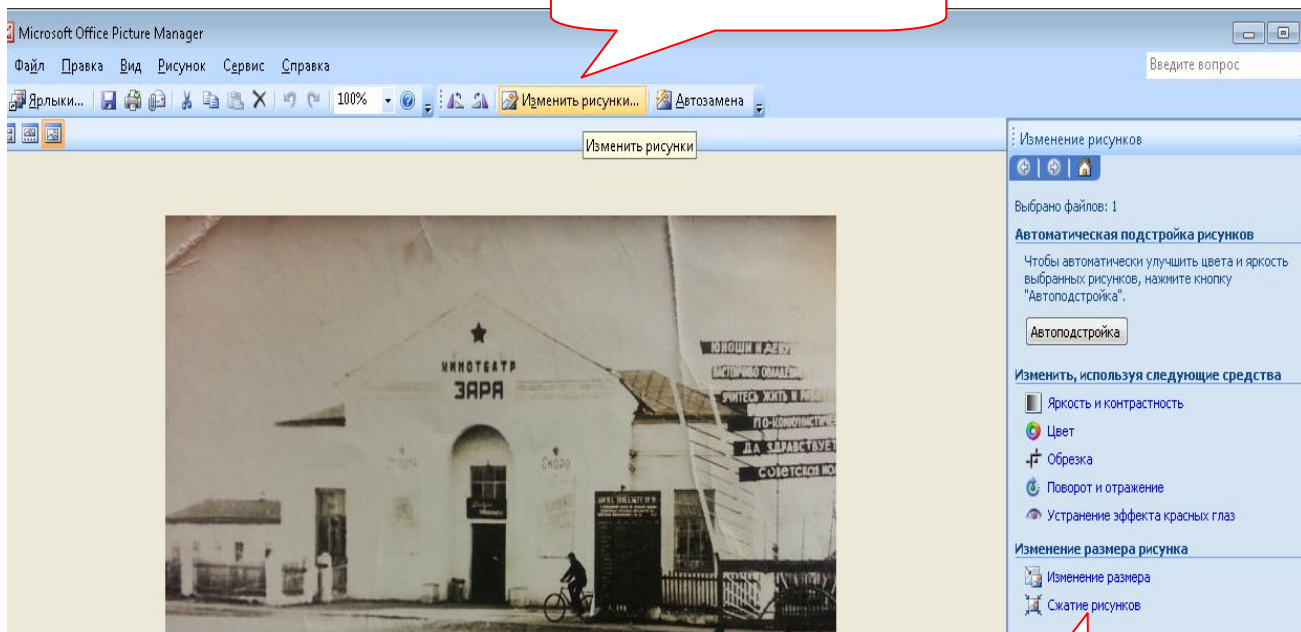 Microsoft Office Picture Manager
Файл Правка Вид Рисунок Сервис Справка
Введите вопрос
Ярлыки... 100% Изменить рисунки... Автозамена
Изменить рисунки
Изменение рисунков
Выбрано файлов: 1
Автоматическая подстройка рисунков
Чтобы автоматически улучшить цвета и яркость
выбранных рисунков, нажмите кнопку
"Автоподстройка".
Автоподстройка
Изменить, используя следующие средства
Яркость и контрастность
Цвет
Обрезка
Поворот и отражение
Устранение эффекта красных глаз
Изменение размера рисунка
Изменение размера
Сжатие рисунков
КИНОТЕАТР
ЗАРЯ
СКОРО
ЮНОШИ И
НАСТОЙЧИВО
УЧИТЕСЬ ЖИТЬ И
ДА ЗДРАВСТВУЕТ
СОВЕТСКАЯ